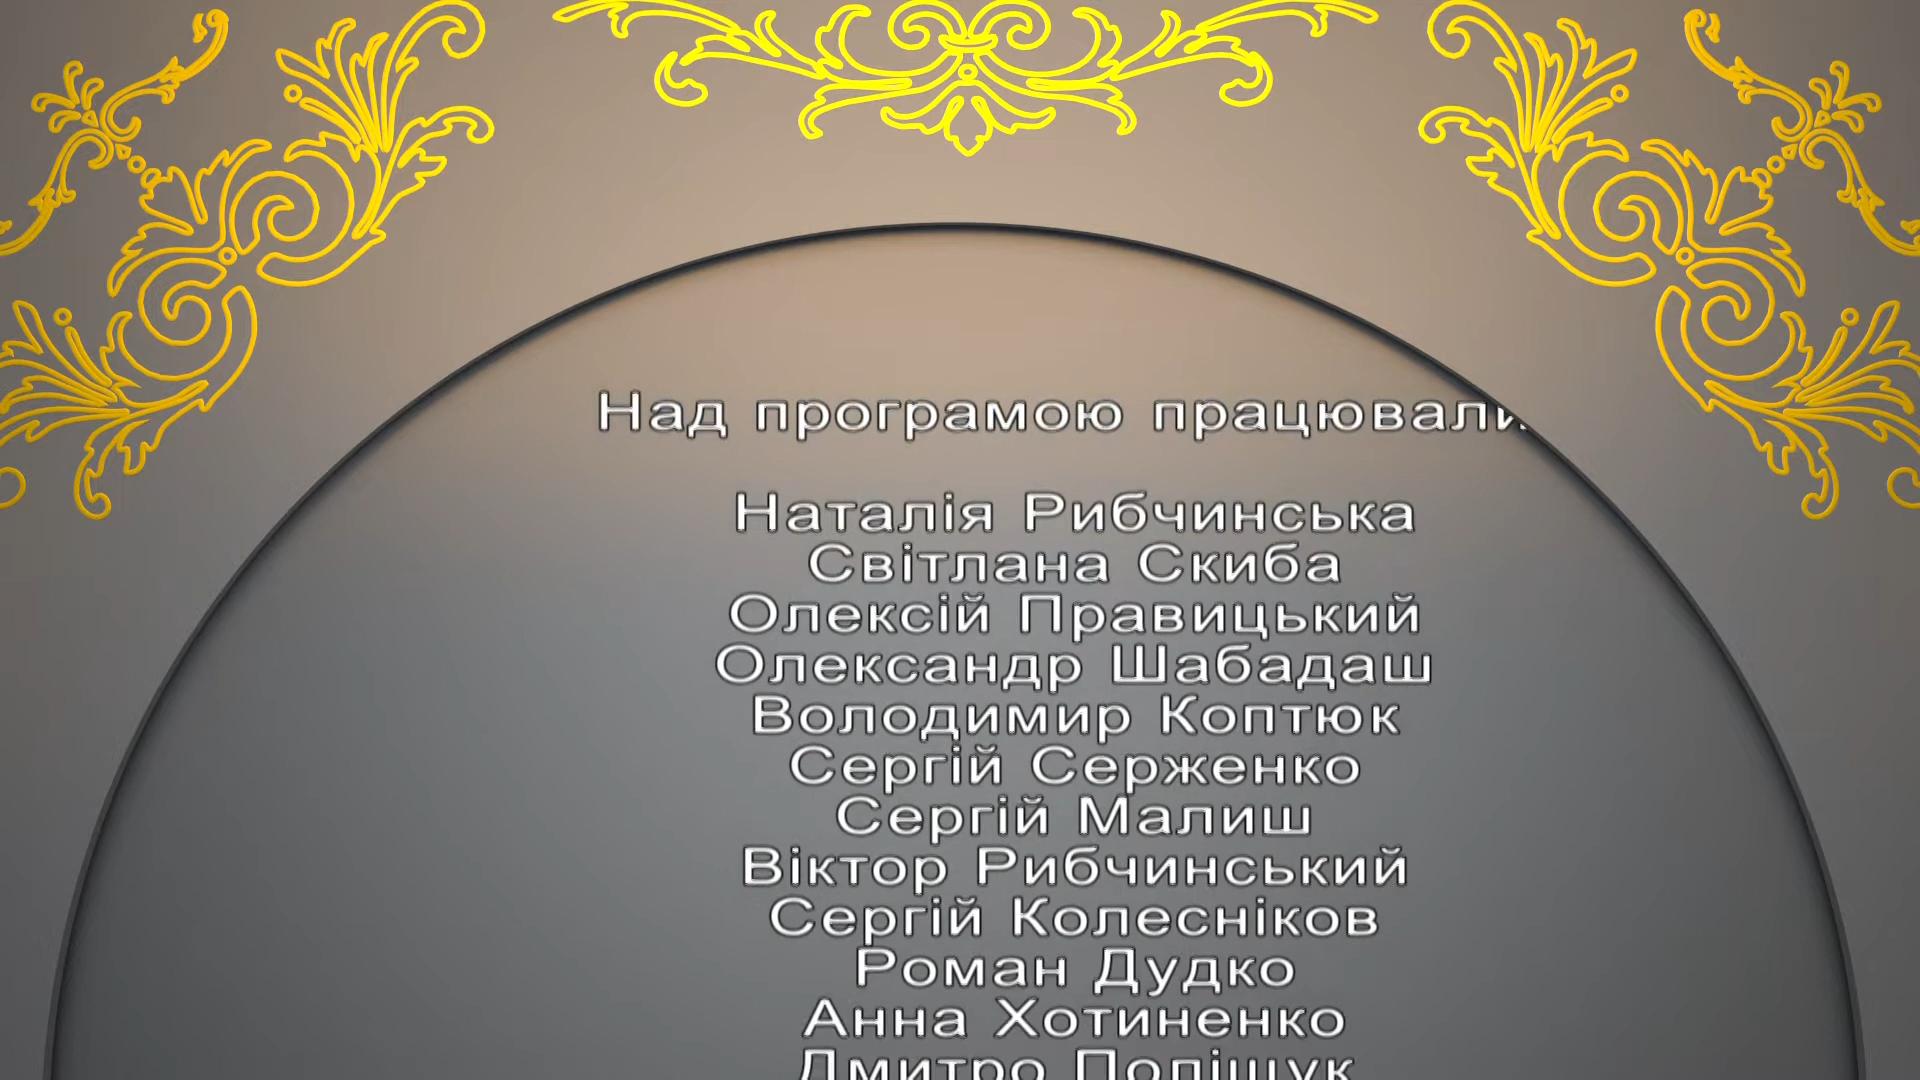 Над програмою працювали
Наталія Рибчинська
Світлана Скиба
Олексій Правицький
Олександр Шабадаш
Володимир Коптюк
Сергій Серженко
Сергій Малиш
Віктор Рибчинський
Сергій Колесніков
Роман Дудко
Анна Хотиненко
Дмитро